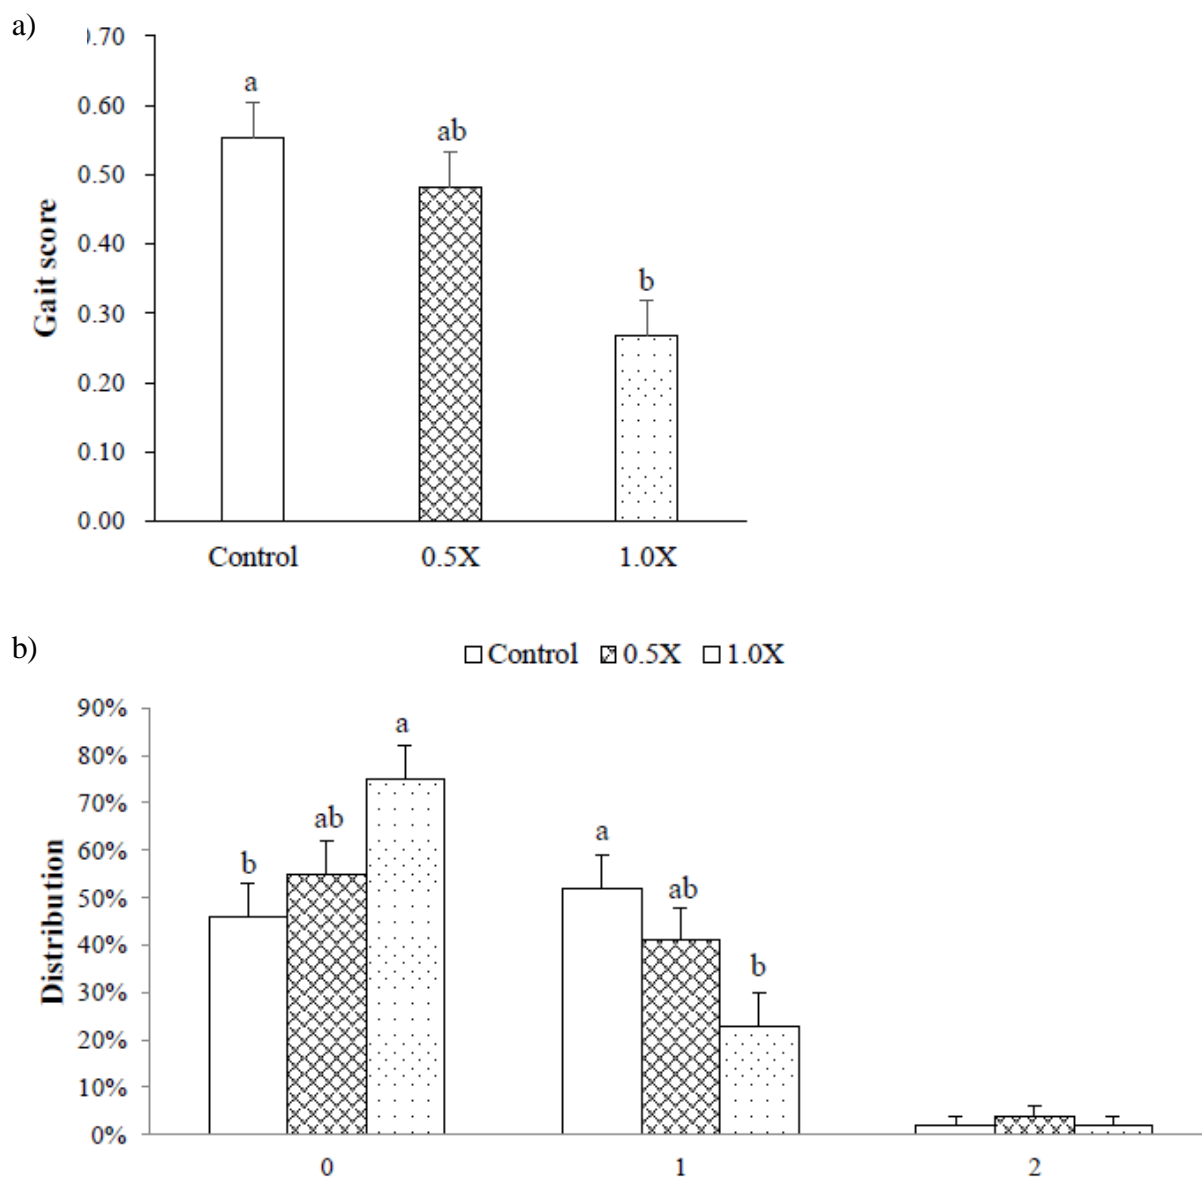 a)
0.70
a
0.60
ab
0.50
0.40
b
0.30
0.20
0.10
0.00
Gait score
Control 0.5X 1.0X
b)
Control 0.5X 1.0X
90%
a
80%
70%
ab
a
60%
b
ab
50%
40%
b
30%
20%
10%
0%
Distribution
0 1 2